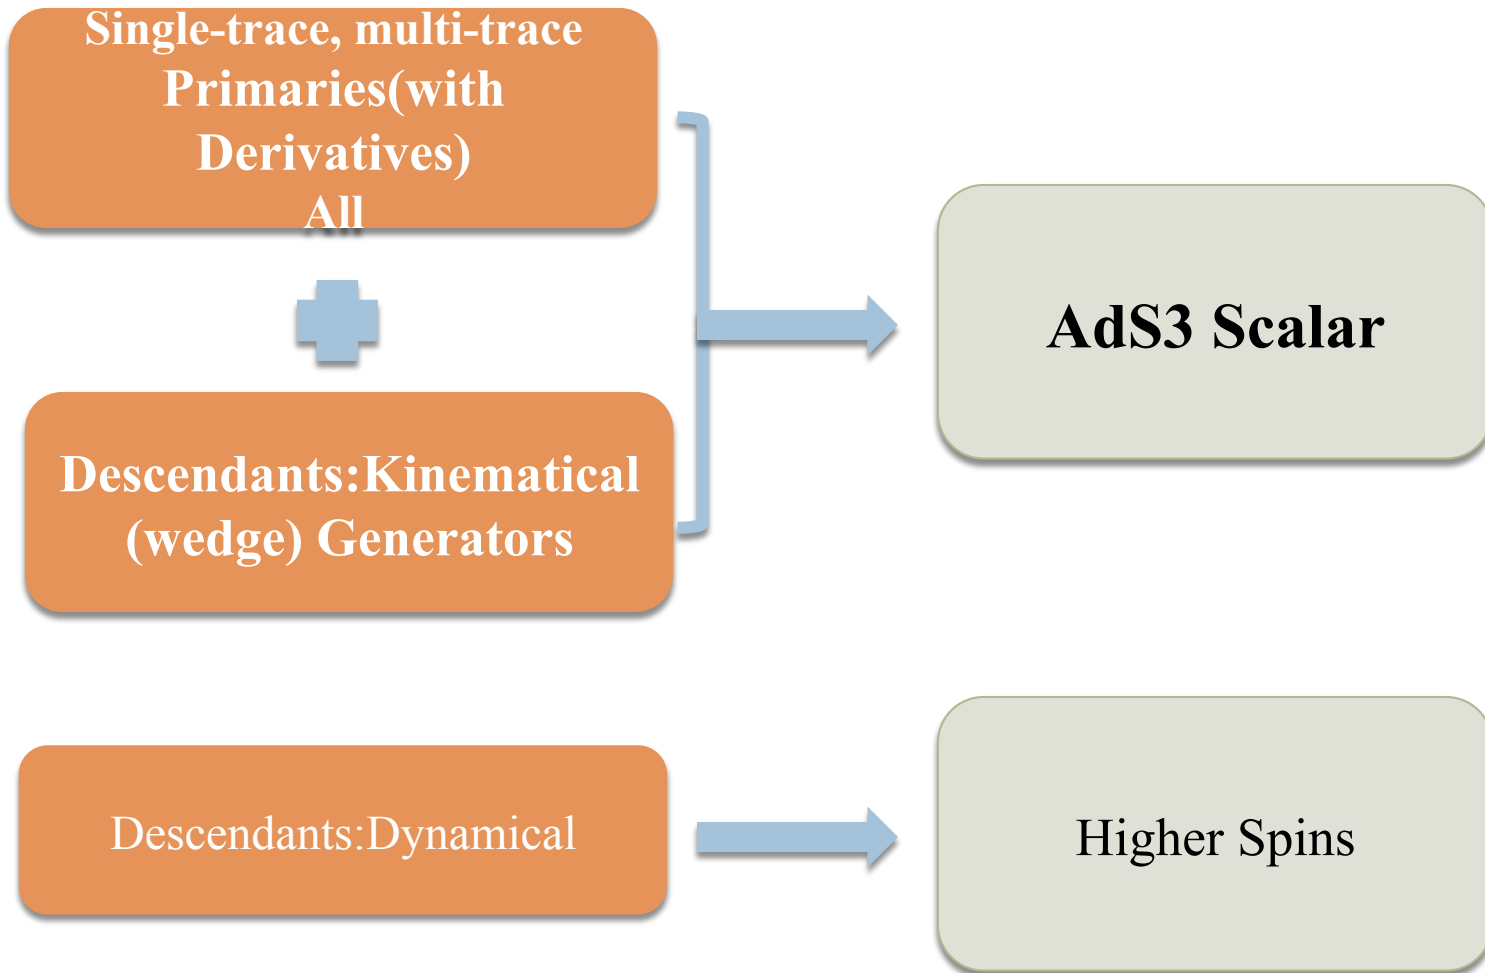 Single-trace, multi-trace
Primaries(with
Derivatives)
All
AdS3 Scalar
Descendants:Kinematical
(wedge) Generators
Descendants:Dynamical
Higher Spins